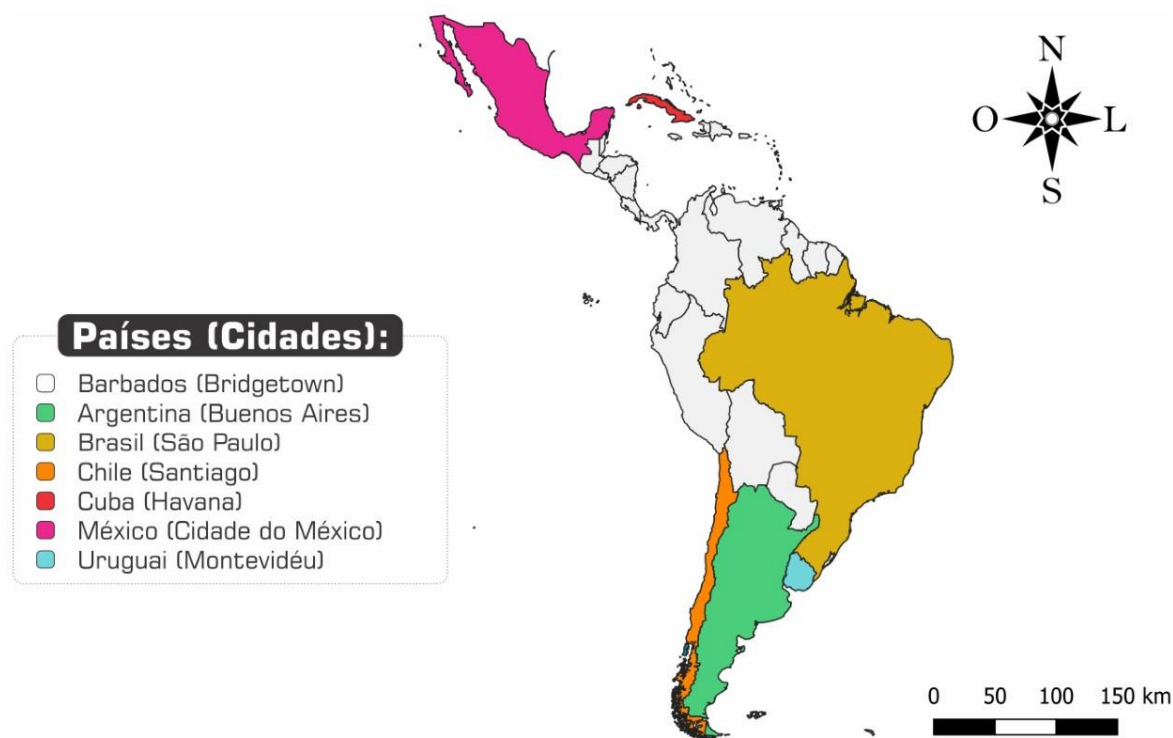 N
O
L
S
Países (Cidades):
Barbados (Bridgetown)
Argentina (Buenos Aires)
Brasil (São Paulo)
Chile (Santiago)
Cuba (Havana)
México (Cidade do México)
Uruguai (Montevidéu)
0 50 100 150 km